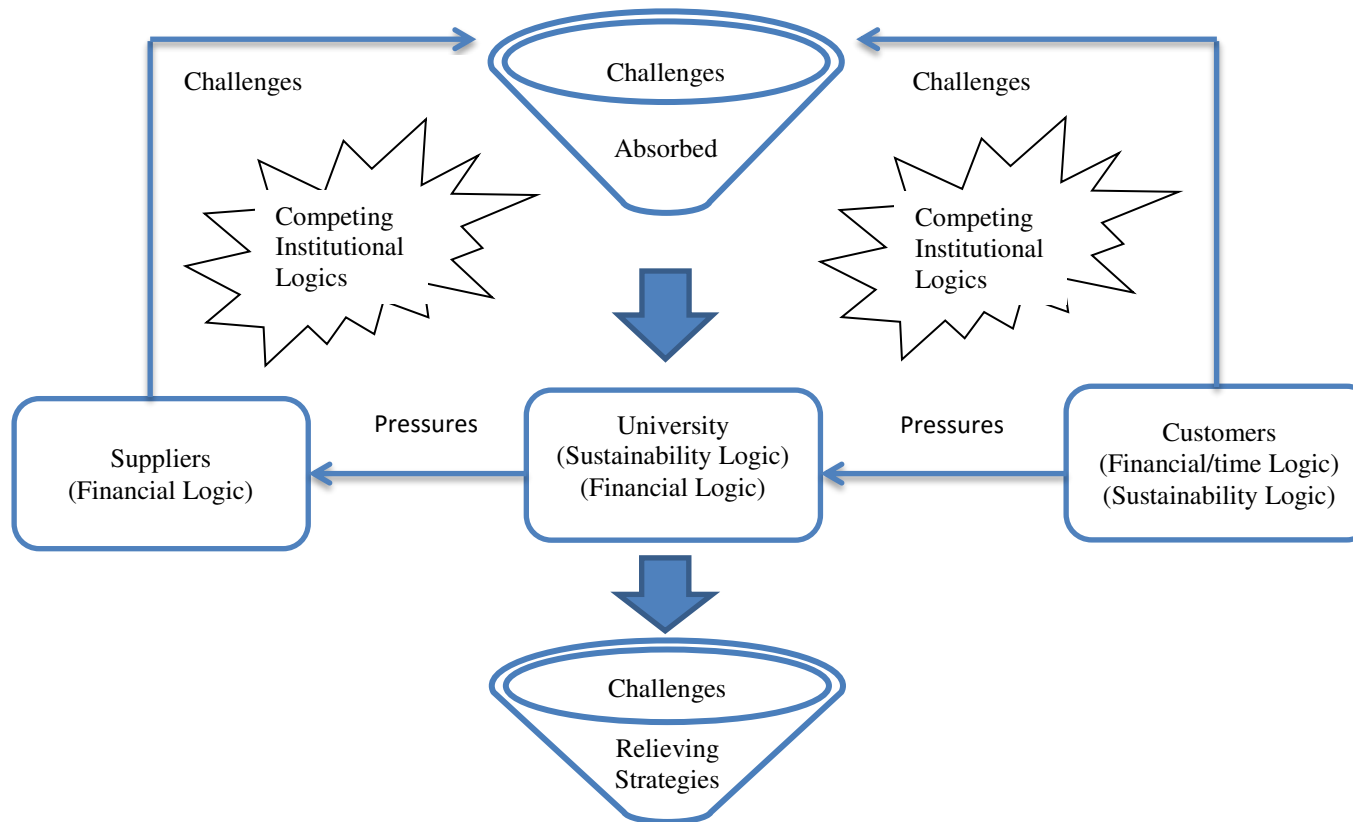 Challenges
Challenges
Challenges
Absorbed
Competing
Institutional
Logics
Competing
Institutional
Logics
Pressures
Pressures
Suppliers
(Financial Logic)
University
(Sustainability Logic)
(Financial Logic)
Customers
(Financial/time Logic)
(Sustainability Logic)
Challenges
Relieving
Strategies